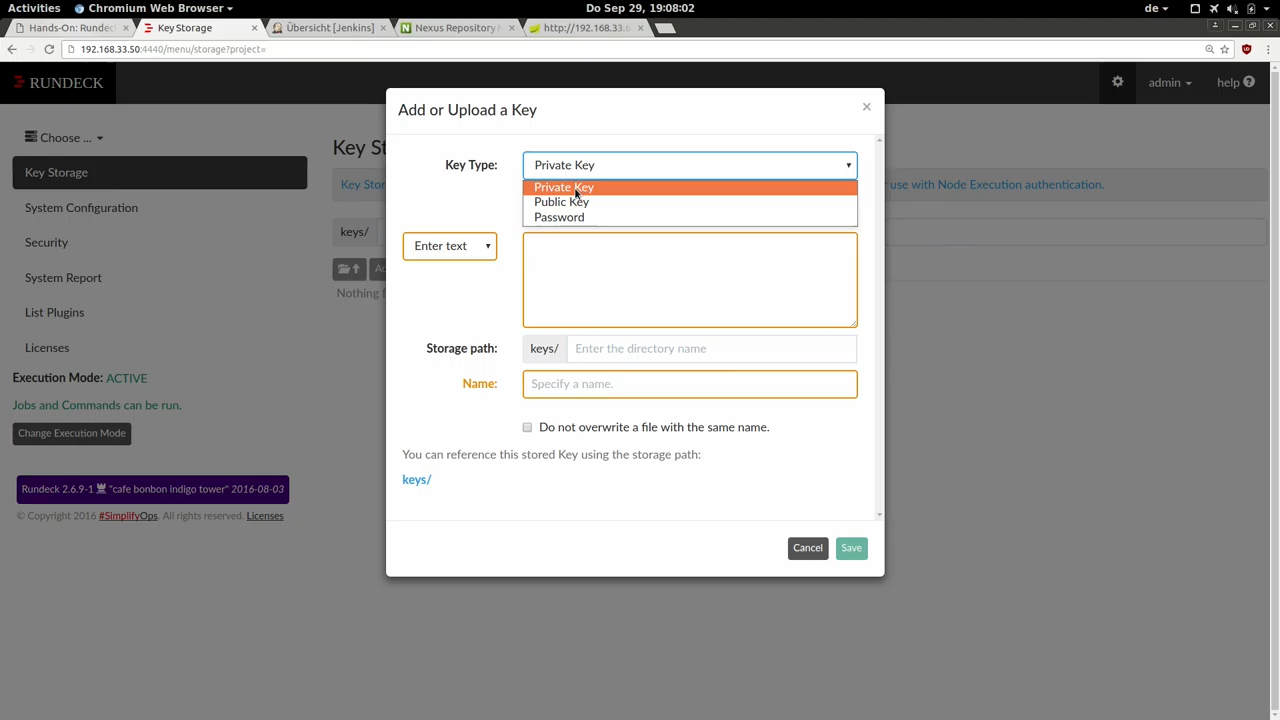 Activities
Chromium Web Browser
Do Sep 29, 19:08:02
de
Hands-On: Rundec
Key Storage
Übersicht [Jenkins]
Nexus Repository
http://192.168.33.
192.168.33.50:4440/menu/storage?project=
RUNDECK
admin
help
Choose ...
Key Storage
System Configuration
Security
System Report
List Plugins
Licenses
Execution Mode: ACTIVE
Jobs and Commands can be run.
Change Execution Mode
Rundeck 2.6.9-1 "cafe bonbon indigo tower" 2016-08-03
© Copyright 2016 #SimplifyOps. All rights reserved. Licenses
Key St
Key Stor
use with Node Execution authentication.
keys/
Nothing
Add or Upload a Key
×
Key Type:
Private Key
Private Key
Public Key
Password
Enter text
Storage path:
keys/
Enter the directory name
Name:
Specify a name.
Do not overwrite a file with the same name.
You can reference this stored Key using the storage path:
keys/
Cancel
Save